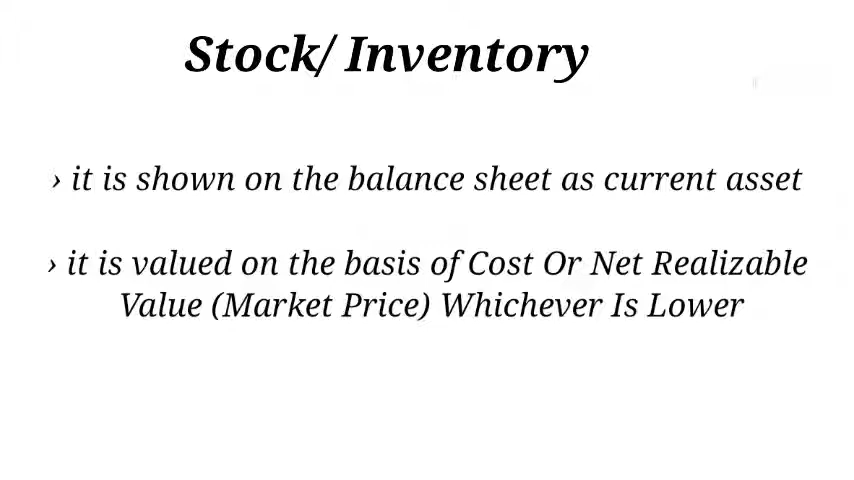 Stock/ Inventory
› it is shown on the balance sheet as current asset
› it is valued on the basis of Cost Or Net Realizable
Value (Market Price) Whichever Is Lower